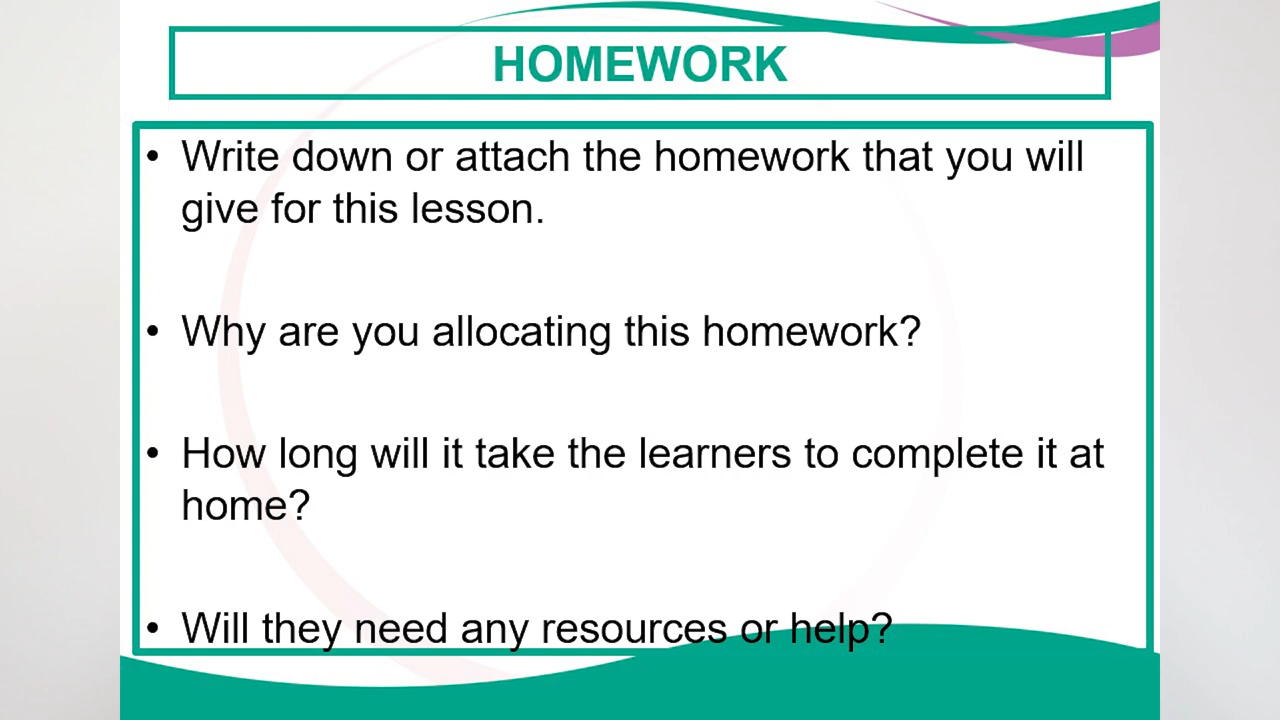 HOMEWORK
• Write down or attach the homework that you will
give for this lesson.
• Why are you allocating this homework?
• How long will it take the learners to complete it at
home?
• Will they need any resources or help?